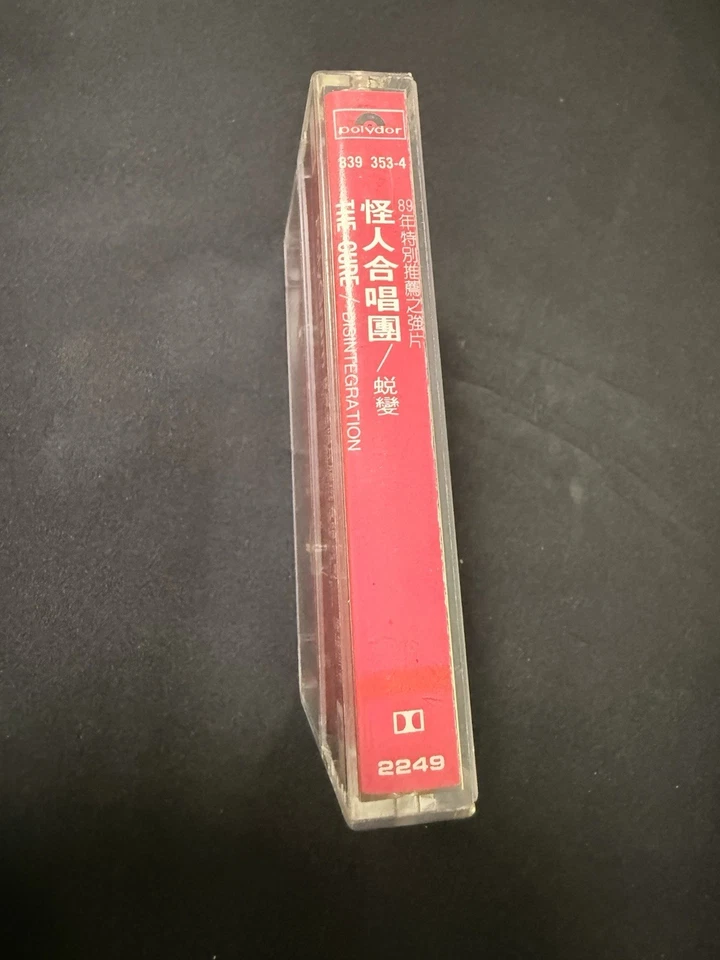 polydor
839 353-4
89年特別推薦之強片
怪人合唱團/蛻變
THE CURE/DISINTEGRATION
2249